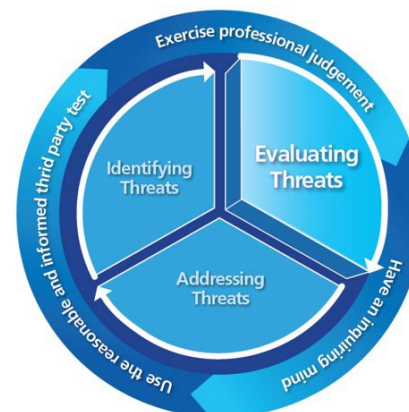 Exercise professional judgement
Identifying
Threats
Evaluating
Threats
Addressing
Threats
Have an inquiring mind
Use the reasonable and informed thrid party test